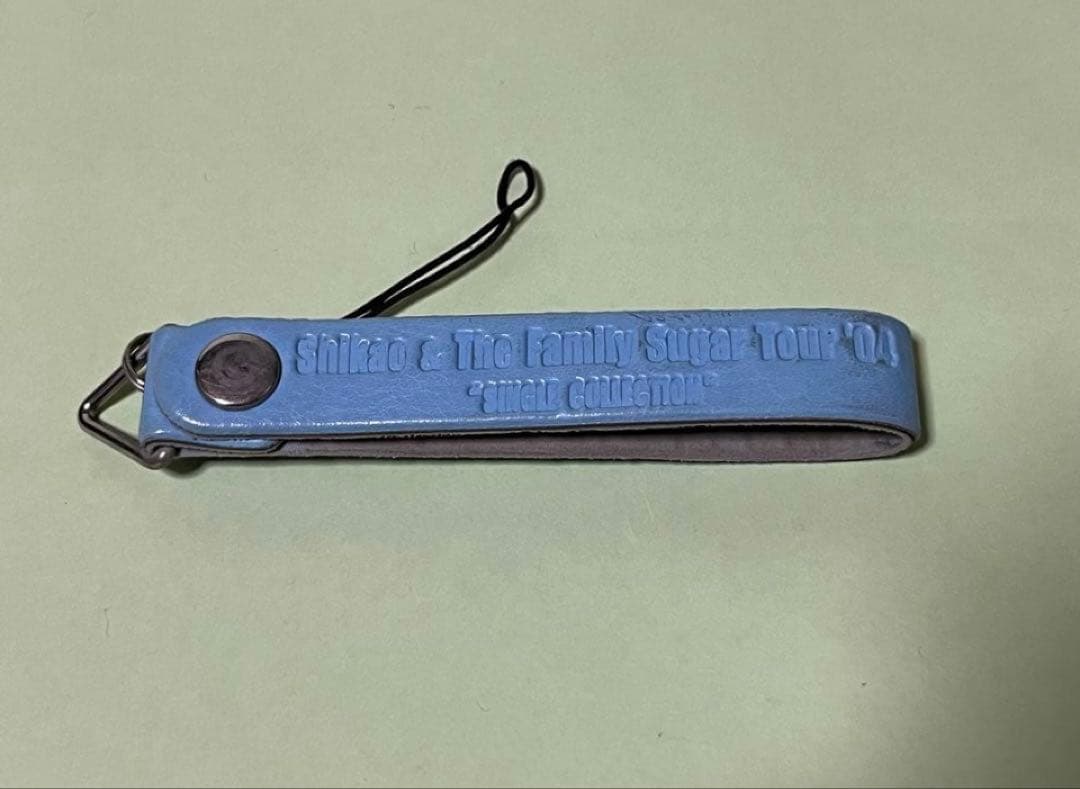 Shikao & The Family Sugar Tour '04
"SINGLE COLLECTION"